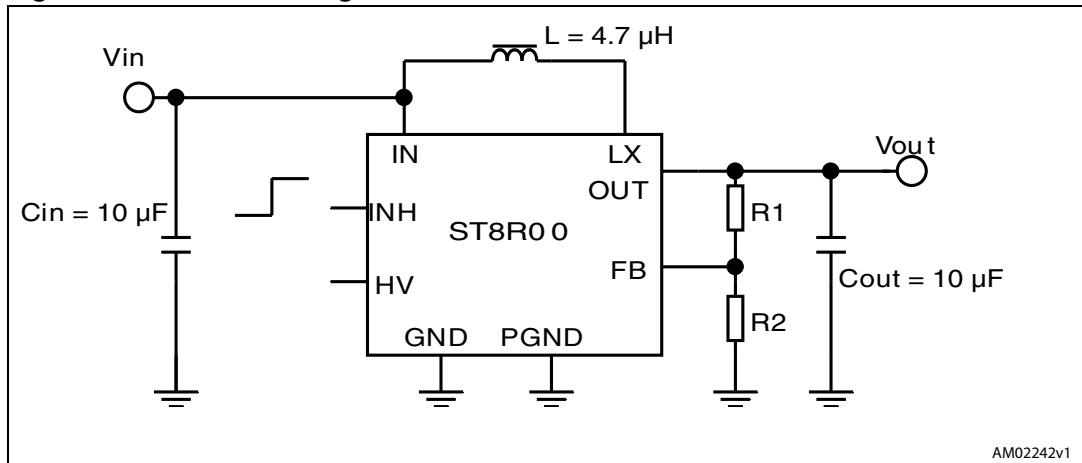 L = 4.7 µH
Vin
IN
LX
Vout
OUT
Cin = 10 µF
INH
R1
ST8R00
FB
HV
Cout = 10 µF
R2
GND
PGND
AM02242v1